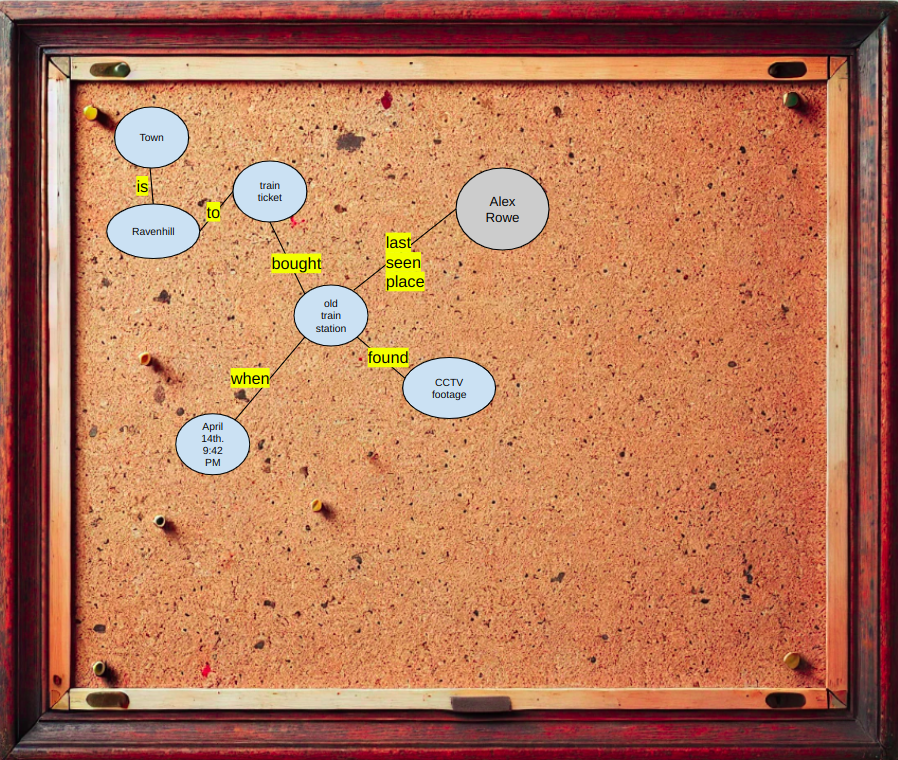 Town
is
Ravenhill
to
train
ticket
bought
Alex
Rowe
last
seen
place
old
train
station
found
CCTV
footage
when
April
14th.
9:42
PM